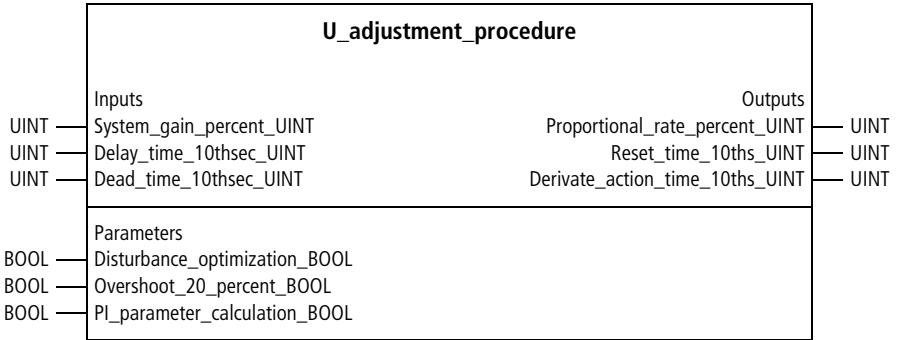 U_adjustment_procedure
Inputs Outputs
UINT System_gain_percent_UINT Proportional_rate_percent_UINT UINT
UINT Delay_time_10thsec_UINT Reset_time_10ths_UINT UINT
UINT Dead_time_10thsec_UINT Derivate_action_time_10ths_UINT UINT
Parameters
BOOL Disturbance_optimization_BOOL
BOOL Overshoot_20_percent_BOOL
BOOL PI_parameter_calculation_BOOL